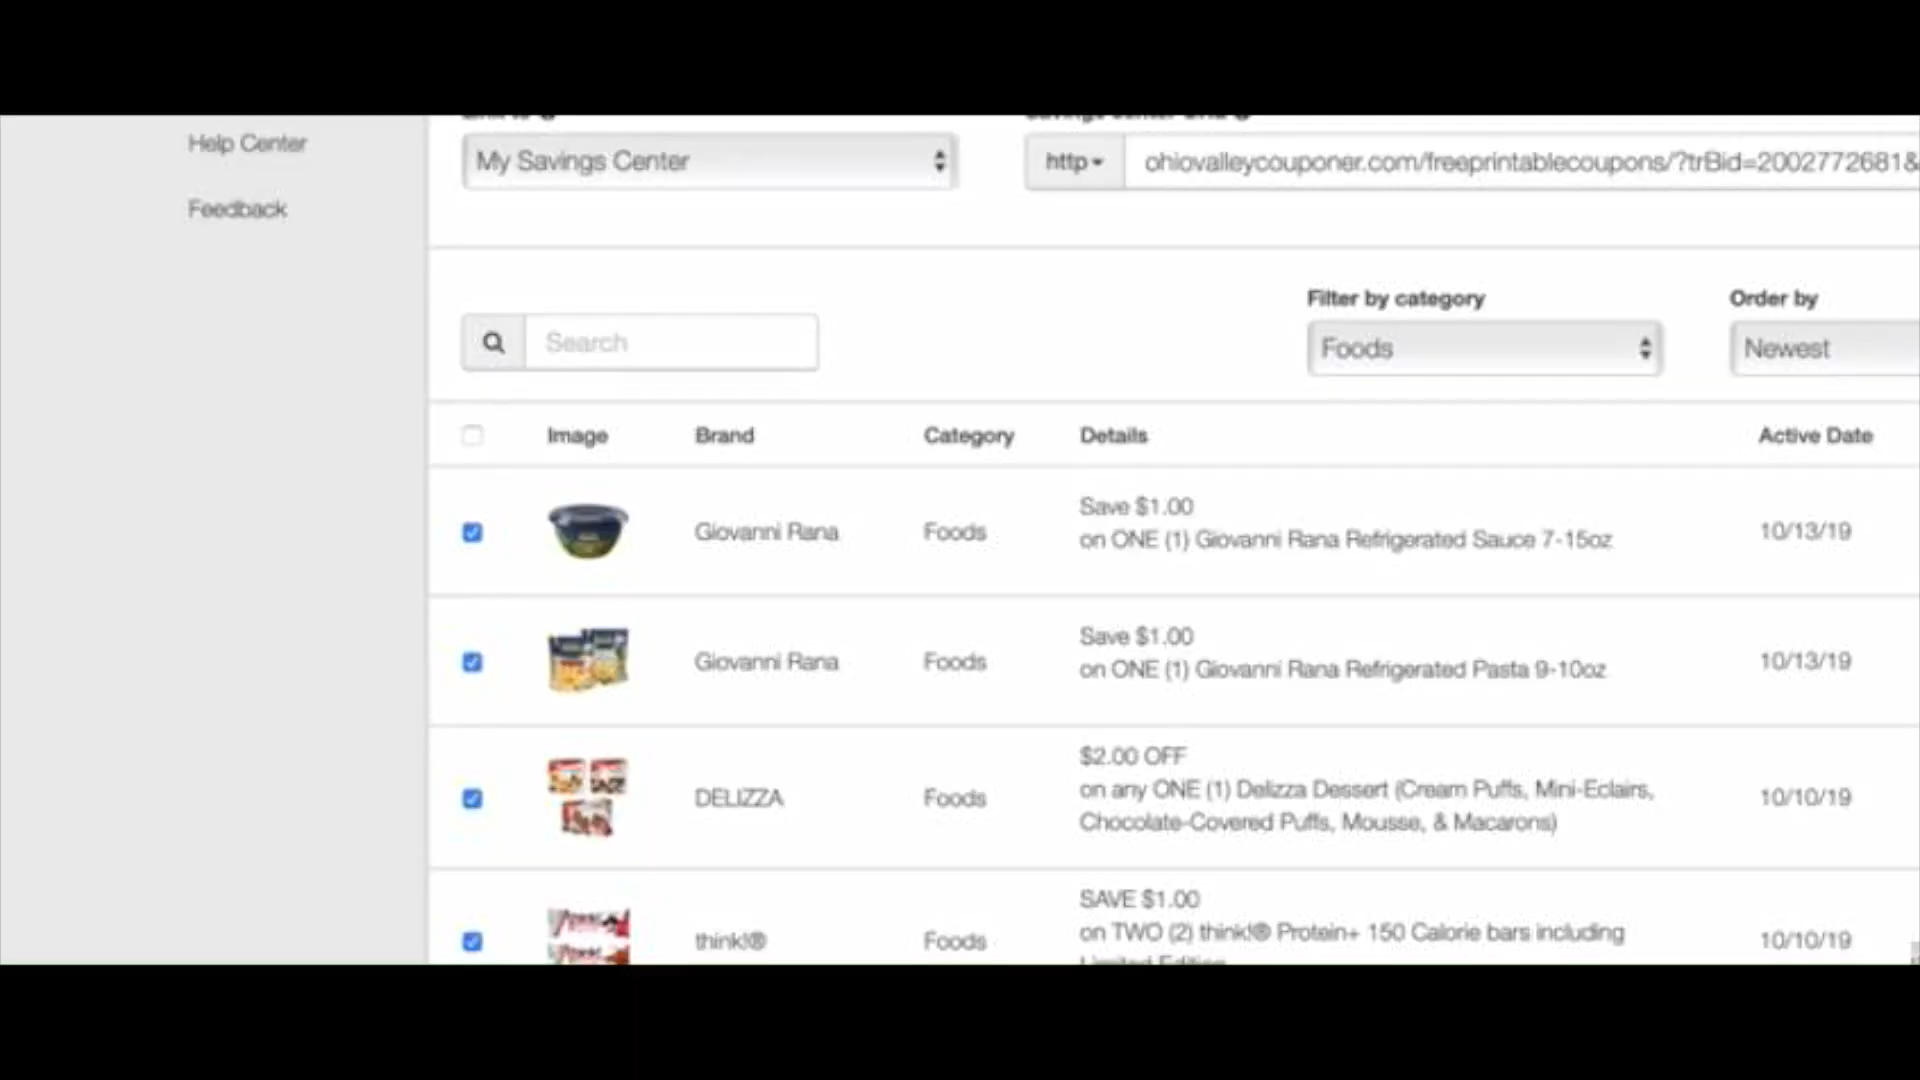 Help Center
Feedback
My Savings Center
http
ohiovalleycouponer.com/freeprintablecoupons/?trBid=2002772681&
Search
Filter by category
Foods
Order by
Newest
Image Brand Category Details Active Date
Save $1.00
Giovanni Rana Foods on ONE (1) Giovanni Rana Refrigerated Sauce 7-15oz 10/13/19
Save $1.00
Giovanni Rana Foods on ONE (1) Giovanni Rana Refrigerated Pasta 9-10oz 10/13/19
$2.00 OFF
DELIZZA Foods on any ONE (1) Delizza Dessert (Cream Puffs, Mini-Eclairs, 10/10/19
Chocolate-Covered Puffs, Mousse, & Macarons)
SAVE $1.00
think!® Foods on TWO (2) think!® Protein+ 150 Calorie bars including 10/10/19
Limited Edition